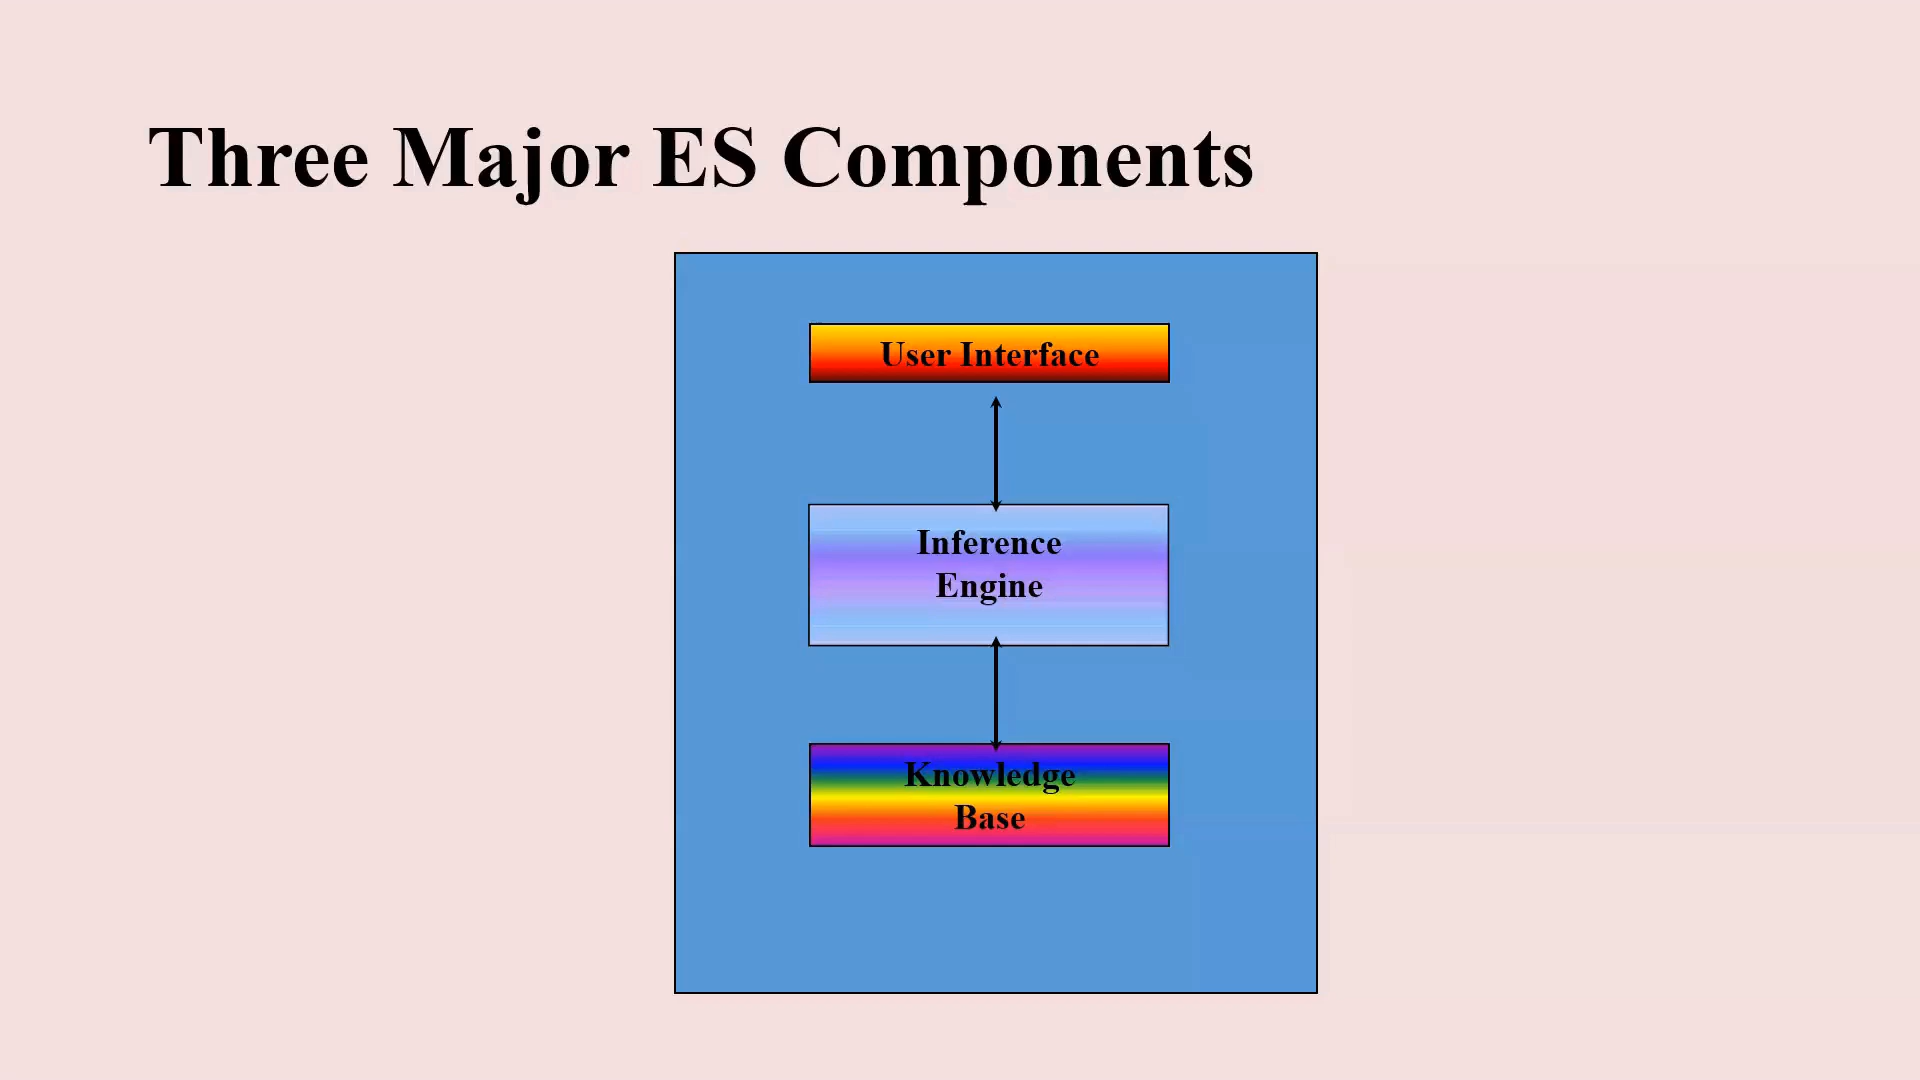 Three Major ES Components
User Interface
Inference
Engine
Knowledge
Base